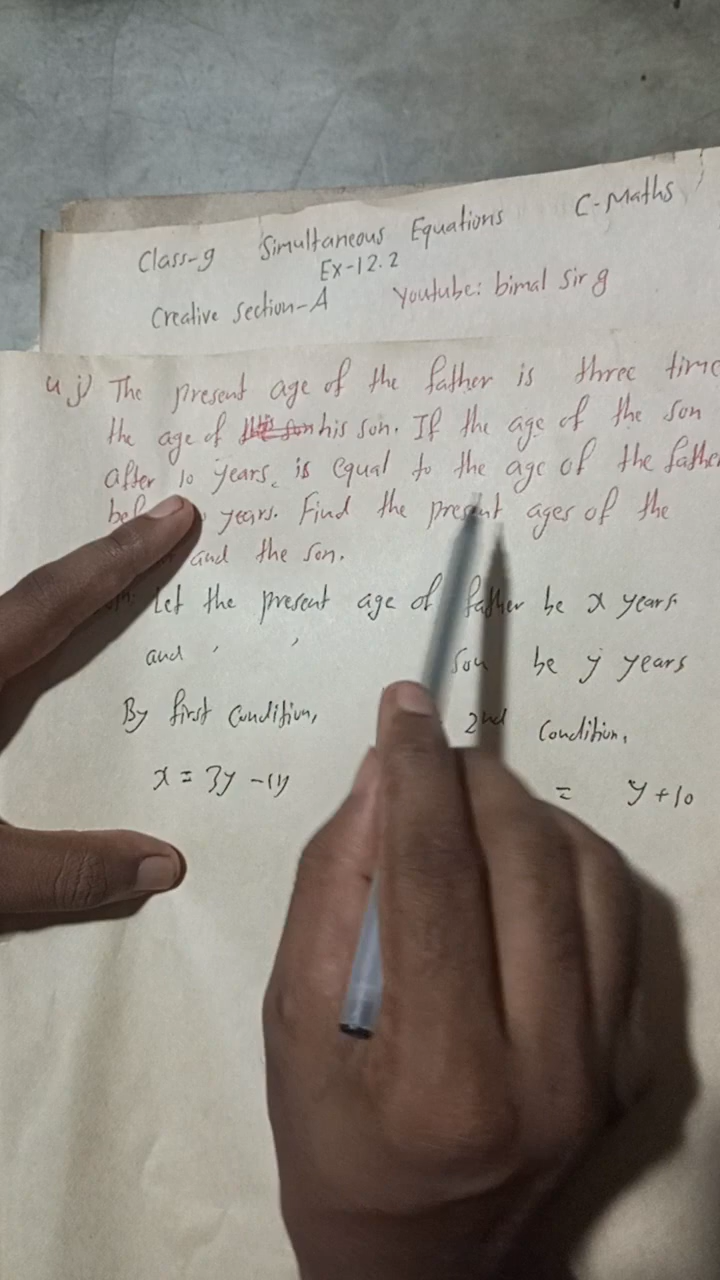 Class-9 Simultaneous Equations C-Maths
Ex-12.2
Creative section-A Youtube: bimal sir g
4 j) The present age of the father is three
the age of his son. If the age of the son
after 10 years, is equal to the age of the
years. Find the present ages of the
and the son.
Let the present age of father be x years
and ' ' son be y years
By first Condition, 2nd Condition,
x = 3y -(1) = y + 10